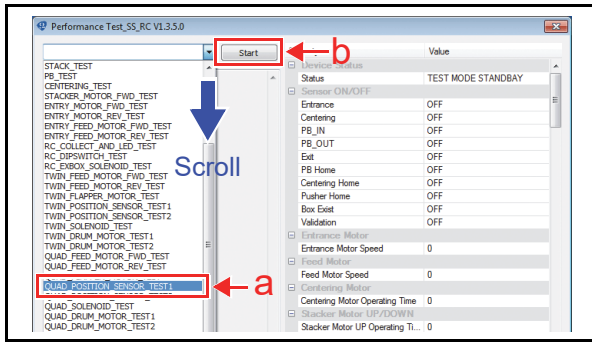 Performance Test_SS_RC V1.3.5.0
Start
b
Value
STACK_TEST
PB_TEST
CENTERING_TEST
STACKER_MOTOR_FWD_TEST
ENTRY_MOTOR_FWD_TEST
ENTRY_MOTOR_REV_TEST
ENTRY_FEED_MOTOR_FWD_TEST
ENTRY_FEED_MOTOR_REV_TEST
RC_COLLECT_AND_LED_TEST
RC_DIPSWITCH_TEST
RC_EXBOX_SOLENOID_TEST
TWIN_FEED_MOTOR_FWD_TEST
TWIN_FEED_MOTOR_REV_TEST
TWIN_FLAPPER_MOTOR_TEST
TWIN_POSITION_SENSOR_TEST1
TWIN_POSITION_SENSOR_TEST2
TWIN_SOLENOID_TEST
TWIN_DRUM_MOTOR_TEST1
TWIN_DRUM_MOTOR_TEST2
QUAD_FEED_MOTOR_FWD_TEST
QUAD_FEED_MOTOR_REV_TEST
QUAD_POSITION_SENSOR_TEST1
QUAD_SOLENOID_TEST
QUAD_DRUM_MOTOR_TEST1
QUAD_DRUM_MOTOR_TEST2
Scroll
a
Device Status
Status TEST MODE STANDBAY
Sensor ON/OFF
Entrance OFF
Centering OFF
PB_IN OFF
PB_OUT OFF
Exit OFF
PB Home OFF
Centering Home OFF
Pusher Home OFF
Box Exist OFF
Validation OFF
Entrance Motor
Entrance Motor Speed 0
Feed Motor
Feed Motor Speed 0
Centering Motor
Centering Motor Operating Time 0
Stacker Motor UP/DOWN
Stacker Motor UP Operating Ti... 0